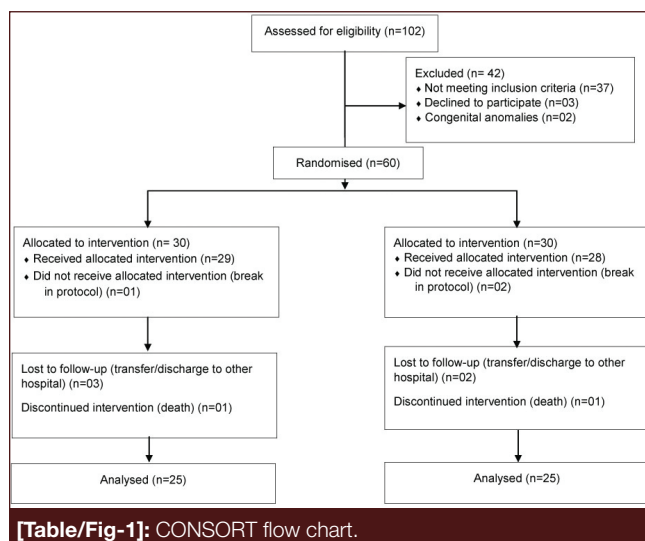 Assessed for eligibility (n=102)
Excluded (n= 42)
♦ Not meeting inclusion criteria (n=37)
♦ Declined to participate (n=03)
♦ Congenital anomalies (n=02)
Randomised (n=60)
Allocated to intervention (n= 30)
♦ Received allocated intervention (n=29)
♦ Did not receive allocated intervention (break
in protocol) (n=01)
Allocated to intervention (n=30)
♦ Received allocated intervention (n=28)
♦ Did not receive allocated intervention (break
in protocol) (n=02)
Lost to follow-up (transfer/discharge to other
hospital) (n=03)
Discontinued intervention (death) (n=01)
Lost to follow-up (transfer/discharge to other
hospital) (n=02)
Discontinued intervention (death) (n=01)
Analysed (n=25)
Analysed (n=25)
[Table/Fig-1]: CONSORT flow chart.